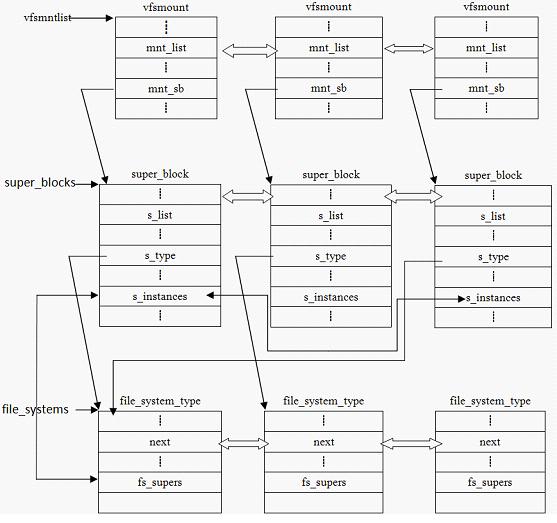 vfsmount vfsmount vfsmount
vfsmntlist
mnt_list mnt_list mnt_list
mnt_sb mnt_sb mnt_sb
super_block super_block super_block
super_blocks
s_list s_list s_list
s_type s_type s_type
s_instances s_instances s_instances
file_system_type file_system_type file_system_type
file_systems
next next next
fs_supers fs_supers fs_supers